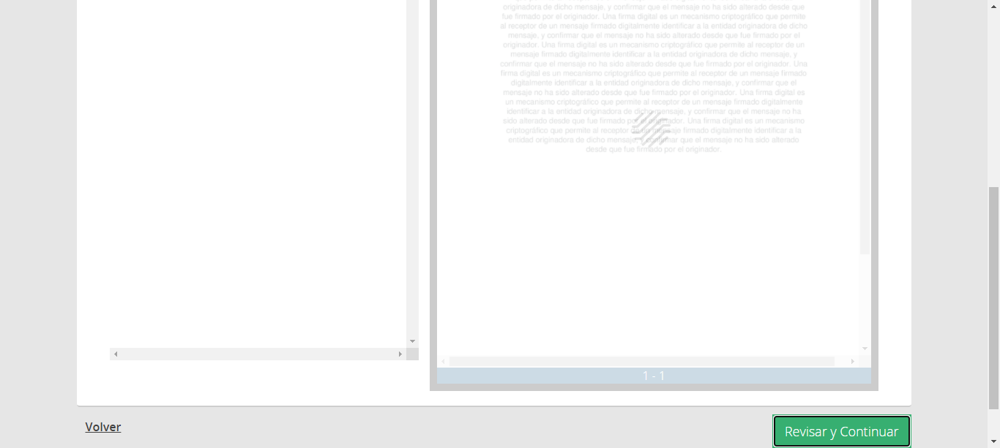 originadora de dicho mensaje, y confirmar que el mensaje no ha sido alterado desde que
fue firmado por el originador. Una firma digital es un mecanismo criptográfico que permite
al receptor de un mensaje firmado digitalmente identificar a la entidad originadora de dicho
mensaje, y confirmar que el mensaje no ha sido alterado desde que fue firmado por el
originador. Una firma digital es un mecanismo criptográfico que permite al receptor de un
mensaje firmado digitalmente identificar a la entidad originadora de dicho mensaje, y
confirmar que el mensaje no ha sido alterado desde que fue firmado por el originador. Una
firma digital es un mecanismo criptográfico que permite al receptor de un mensaje firmado
digitalmente identificar a la entidad originadora de dicho mensaje, y confirmar que el
mensaje no ha sido alterado desde que fue firmado por el originador. Una firma digital es
un mecanismo criptográfico que permite al receptor de un mensaje firmado digitalmente
identificar a la entidad originadora de dicho mensaje, y confirmar que el mensaje no ha
sido alterado desde que fue firmado por el originador. Una firma digital es un mecanismo
criptográfico que permite al receptor de un mensaje firmado digitalmente identificar a la
entidad originadora de dicho mensaje, y confirmar que el mensaje no ha sido alterado
desde que fue firmado por el originador.
1 - 1
Volver
Revisar y Continuar